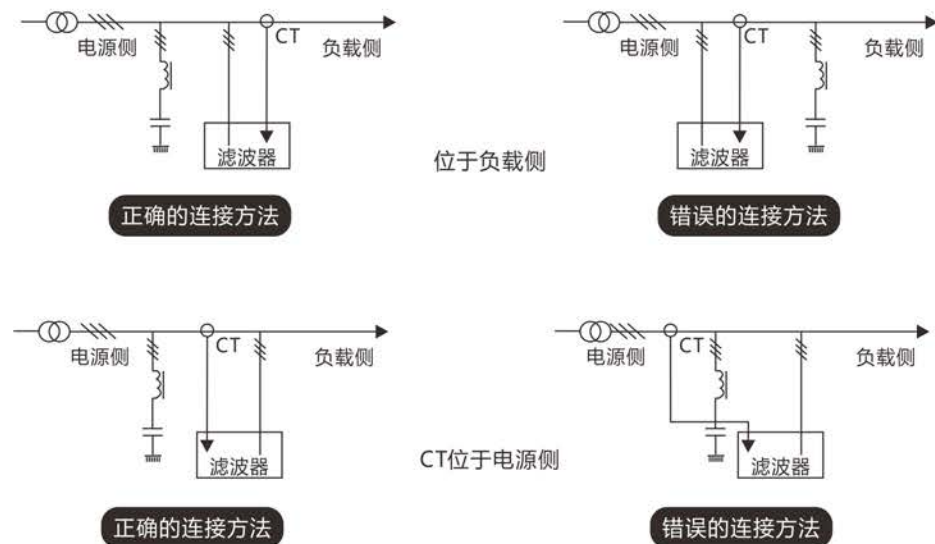 CT
电源侧
负载侧
滤波器
正确的连接方法
位于负载侧
CT
电源侧
负载侧
滤波器
错误的连接方法
CT
电源侧
负载侧
滤波器
正确的连接方法
CT位于电源侧
CT
电源侧
负载侧
滤波器
错误的连接方法